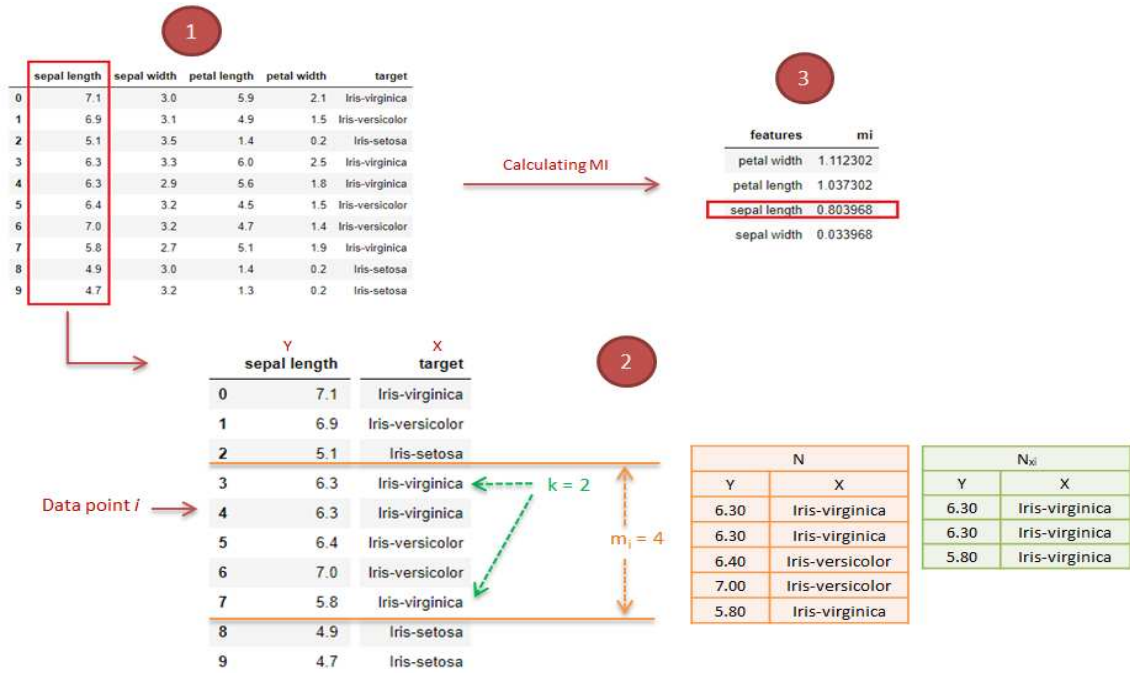 1
sepal length sepal width petal length petal width target
0 7.1 3.0 5.9 2.1 Iris-virginica
1 6.9 3.1 4.9 1.5 Iris-versicolor
2 5.1 3.5 1.4 0.2 Iris-setosa
3 6.3 3.3 6.0 2.5 Iris-virginica
4 6.3 2.9 5.6 1.8 Iris-virginica
5 6.4 3.2 4.5 1.5 Iris-versicolor
6 7.0 3.2 4.7 1.4 Iris-versicolor
7 5.8 2.7 5.1 1.9 Iris-virginica
8 4.9 3.0 1.4 0.2 Iris-setosa
9 4.7 3.2 1.3 0.2 Iris-setosa
Calculating MI
3
features mi
petal width 1.112302
petal length 1.037302
sepal length 0.803968
sepal width 0.033968
2
Y X
sepal length target
0 7.1 Iris-virginica
1 6.9 Iris-versicolor
2 5.1 Iris-setosa
3 6.3 Iris-virginica
4 6.3 Iris-virginica
5 6.4 Iris-versicolor
6 7.0 Iris-versicolor
7 5.8 Iris-virginica
8 4.9 Iris-setosa
9 4.7 Iris-setosa
Data point i
k = 2
mi = 4
N
Y X
6.30 Iris-virginica
6.30 Iris-virginica
6.40 Iris-versicolor
7.00 Iris-versicolor
5.80 Iris-virginica
Nxi
Y X
6.30 Iris-virginica
6.30 Iris-virginica
5.80 Iris-virginica